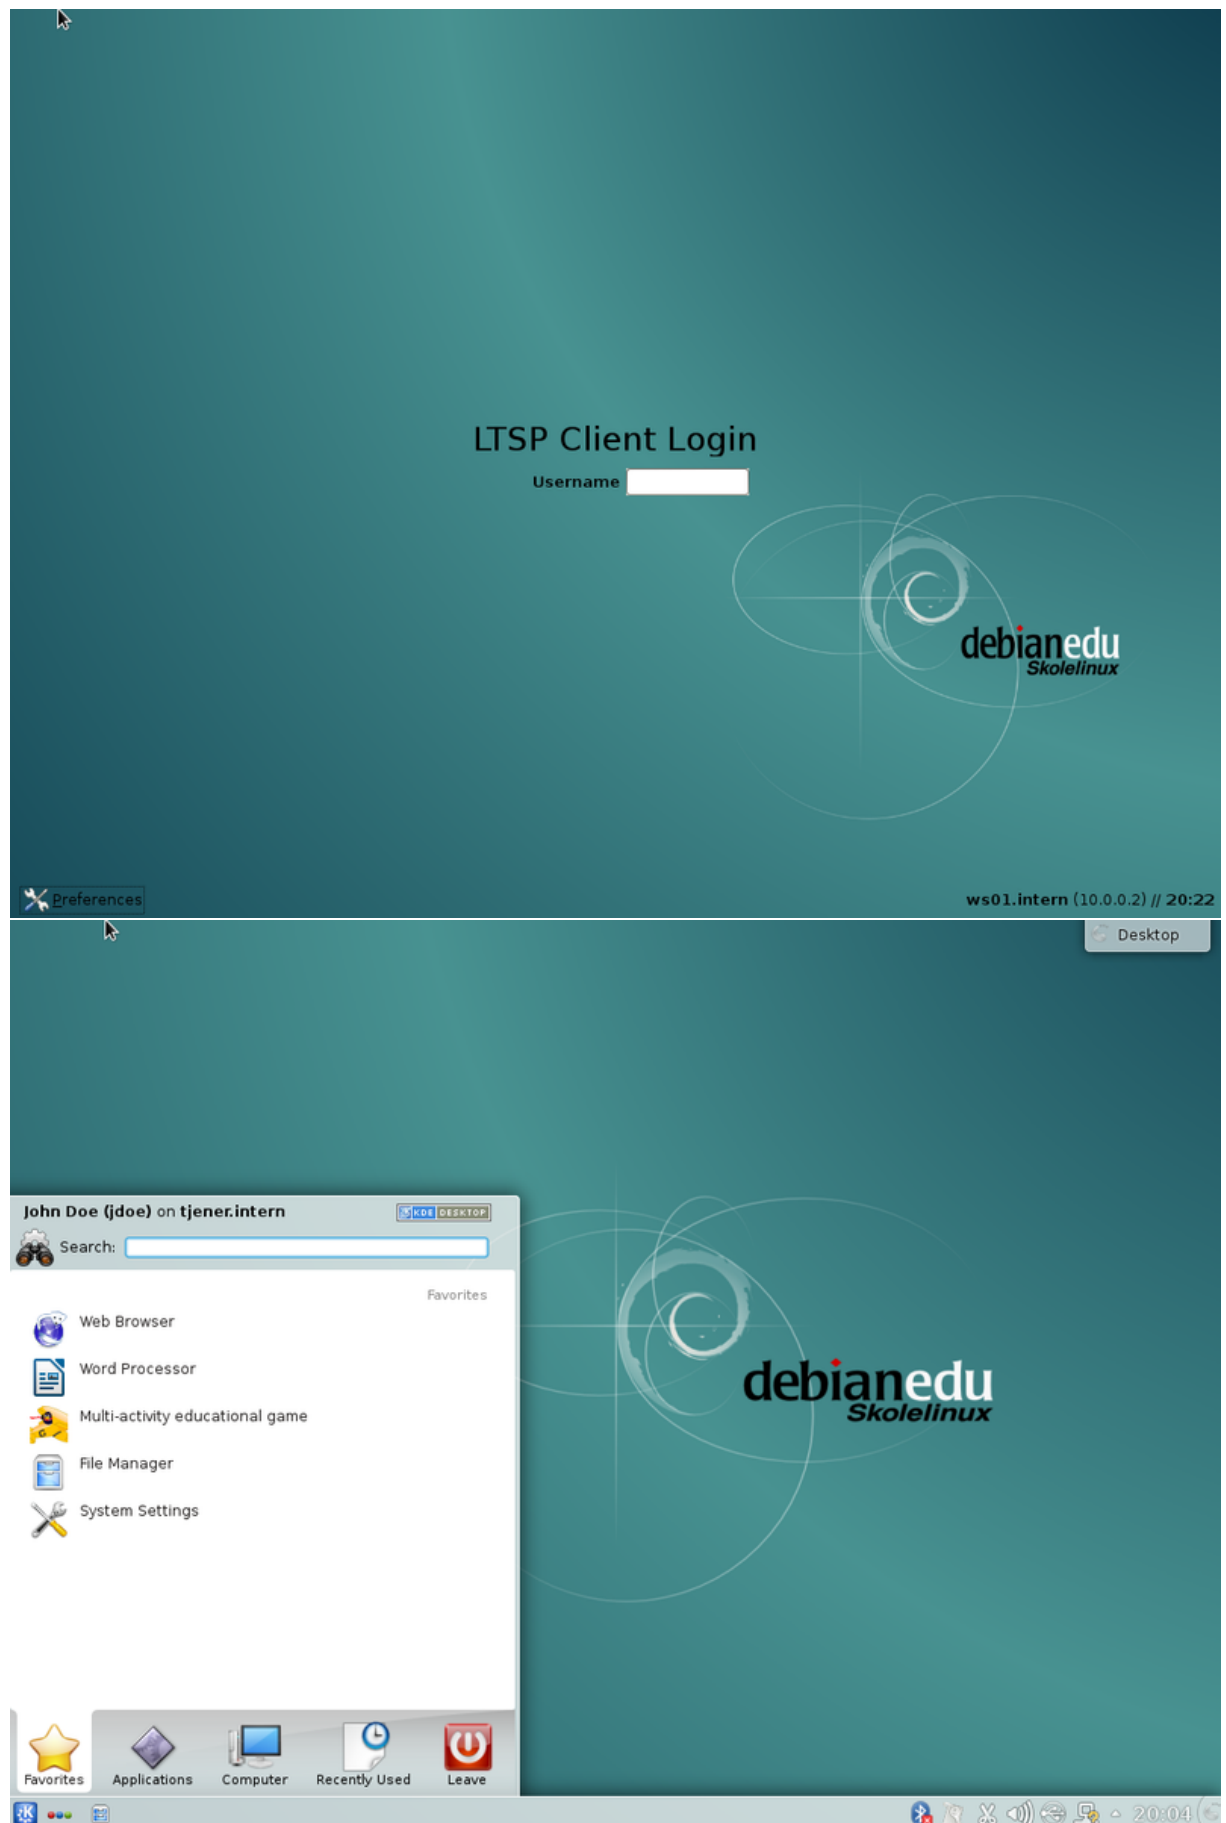 LTSP Client Login
Username
debianedu
Skolelinux
Preferences
ws01.intern (10.0.0.2) // 20:22
Desktop
John Doe (jdoe) on tjener.intern
KDE DESKTOP
Search:
Favorites
Web Browser
Word Processor
Multi-activity educational game
File Manager
System Settings
debianedu
Skolelinux
Favorites
Applications
Computer
Recently Used
Leave
20:04